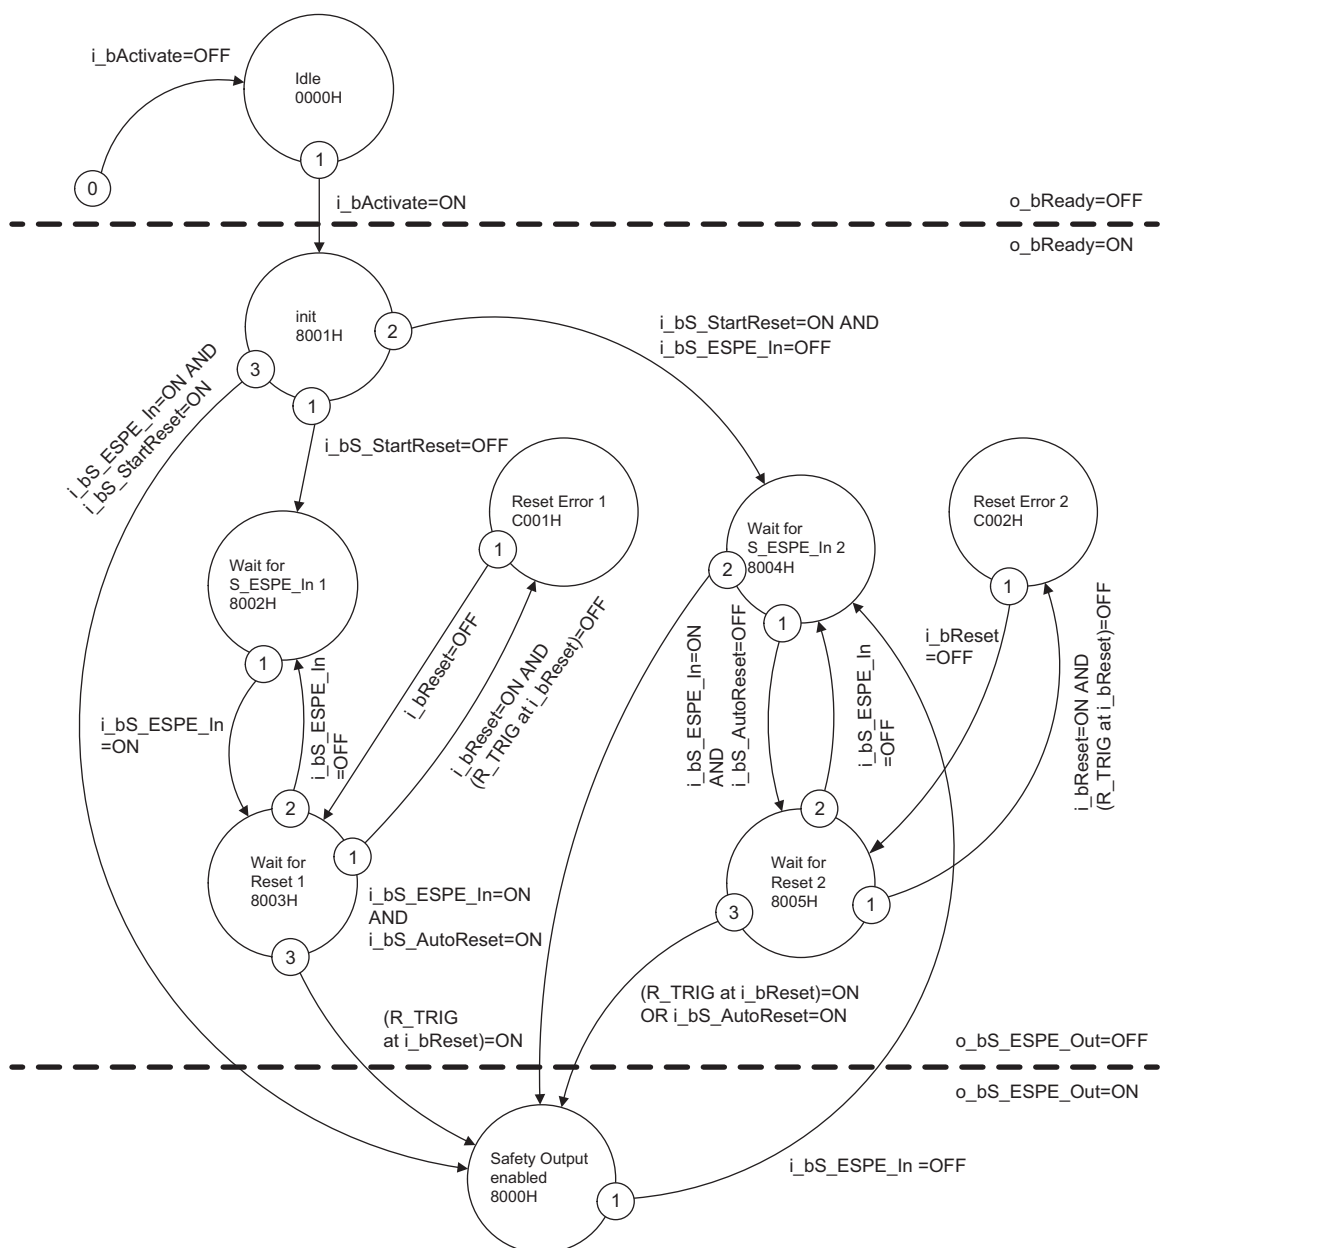 i_bActivate=OFF
Idle
0000H
1
0
i_bActivate=ON
o_bReady=OFF
o_bReady=ON
init
8001H
2
3
1
i_bS_StartReset=ON AND
i_bS_ESPE_In=OFF
i_bS_ESPE_In=ON AND
i_bS_StartReset=ON
i_bS_StartReset=OFF
Reset Error 1
C001H
1
Wait for
S_ESPE_In 2
8004H
2
1
Reset Error 2
C002H
1
Wait for
S_ESPE_In 1
8002H
1
i_bReset=OFF
i_bReset=ON AND
(R_TRIG at i_bReset)=OFF
i_bS_ESPE_In=ON
AND
i_bS_AutoReset=OFF
i_bS_ESPE_In
=OFF
i_bReset
=OFF
i_bReset=ON AND
(R_TRIG at i_bReset)=OFF
i_bS_ESPE_In
=ON
i_bS_ESPE_In
=OFF
2
1
Wait for
Reset 1
8003H
3
i_bS_ESPE_In=ON
AND
i_bS_AutoReset=ON
2
Wait for
Reset 2
8005H
3
1
(R_TRIG
at i_bReset)=ON
(R_TRIG at i_bReset)=ON
OR i_bS_AutoReset=ON
o_bS_ESPE_Out=OFF
o_bS_ESPE_Out=ON
Safety Output
enabled
8000H
1
i_bS_ESPE_In =OFF